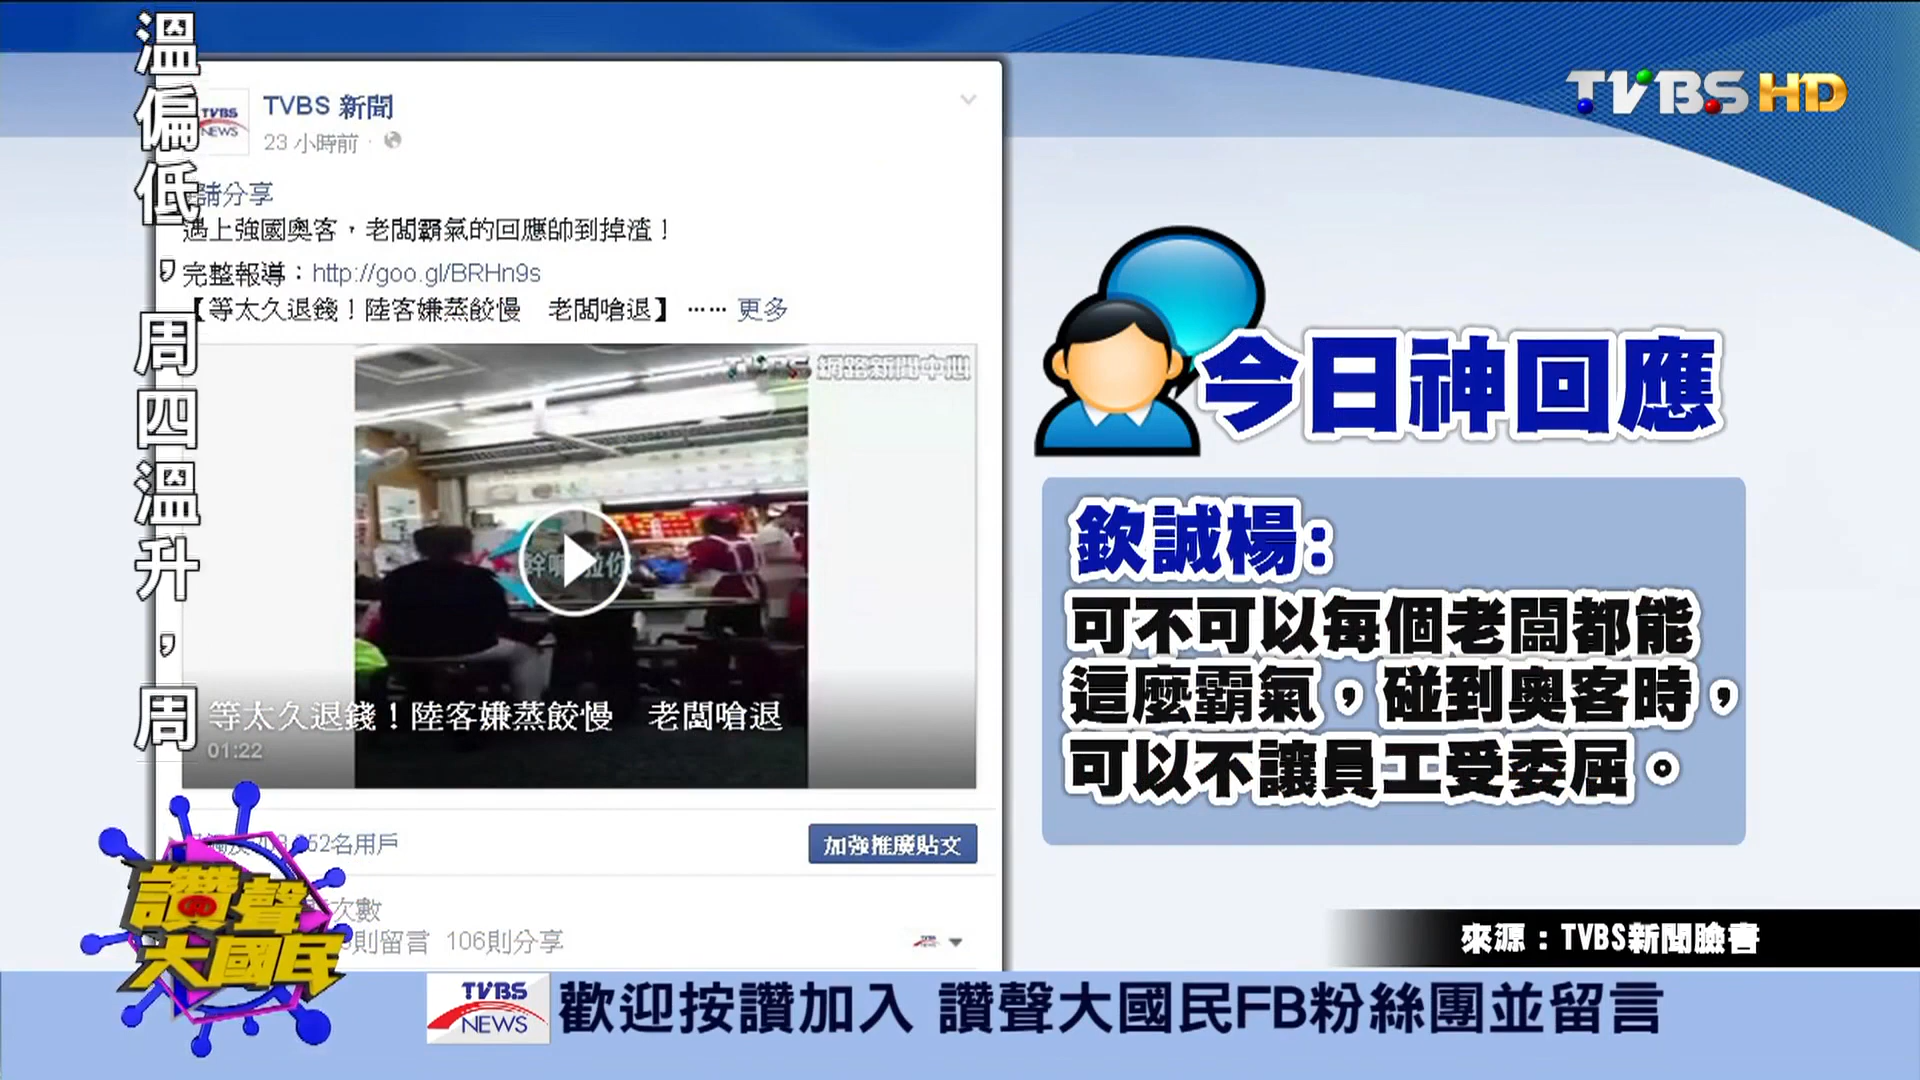 溫偏低，周四溫升，周
TVBS HD
TVBS NEWS
TVBS 新聞
23 小時前
請分享
遇上強國奧客，老闆霸氣的回應帥到掉渣！
完整報導：http://goo.gl/BRHn9s
【等太久退錢！陸客嫌蒸餃慢　老闆嗆退】 …… 更多
TVBS 網路新聞中心
等太久退錢！陸客嫌蒸餃慢　老闆嗆退
01:22
52名用戶
加強推廣貼文
次數
則留言 106則分享
今日神回應
欽誠楊:
可不可以每個老闆都能
這麼霸氣，碰到奧客時，
可以不讓員工受委屈。
來源：TVBS新聞臉書
讚聲大國民
TVBS NEWS
歡迎按讚加入 讚聲大國民FB粉絲團並留言